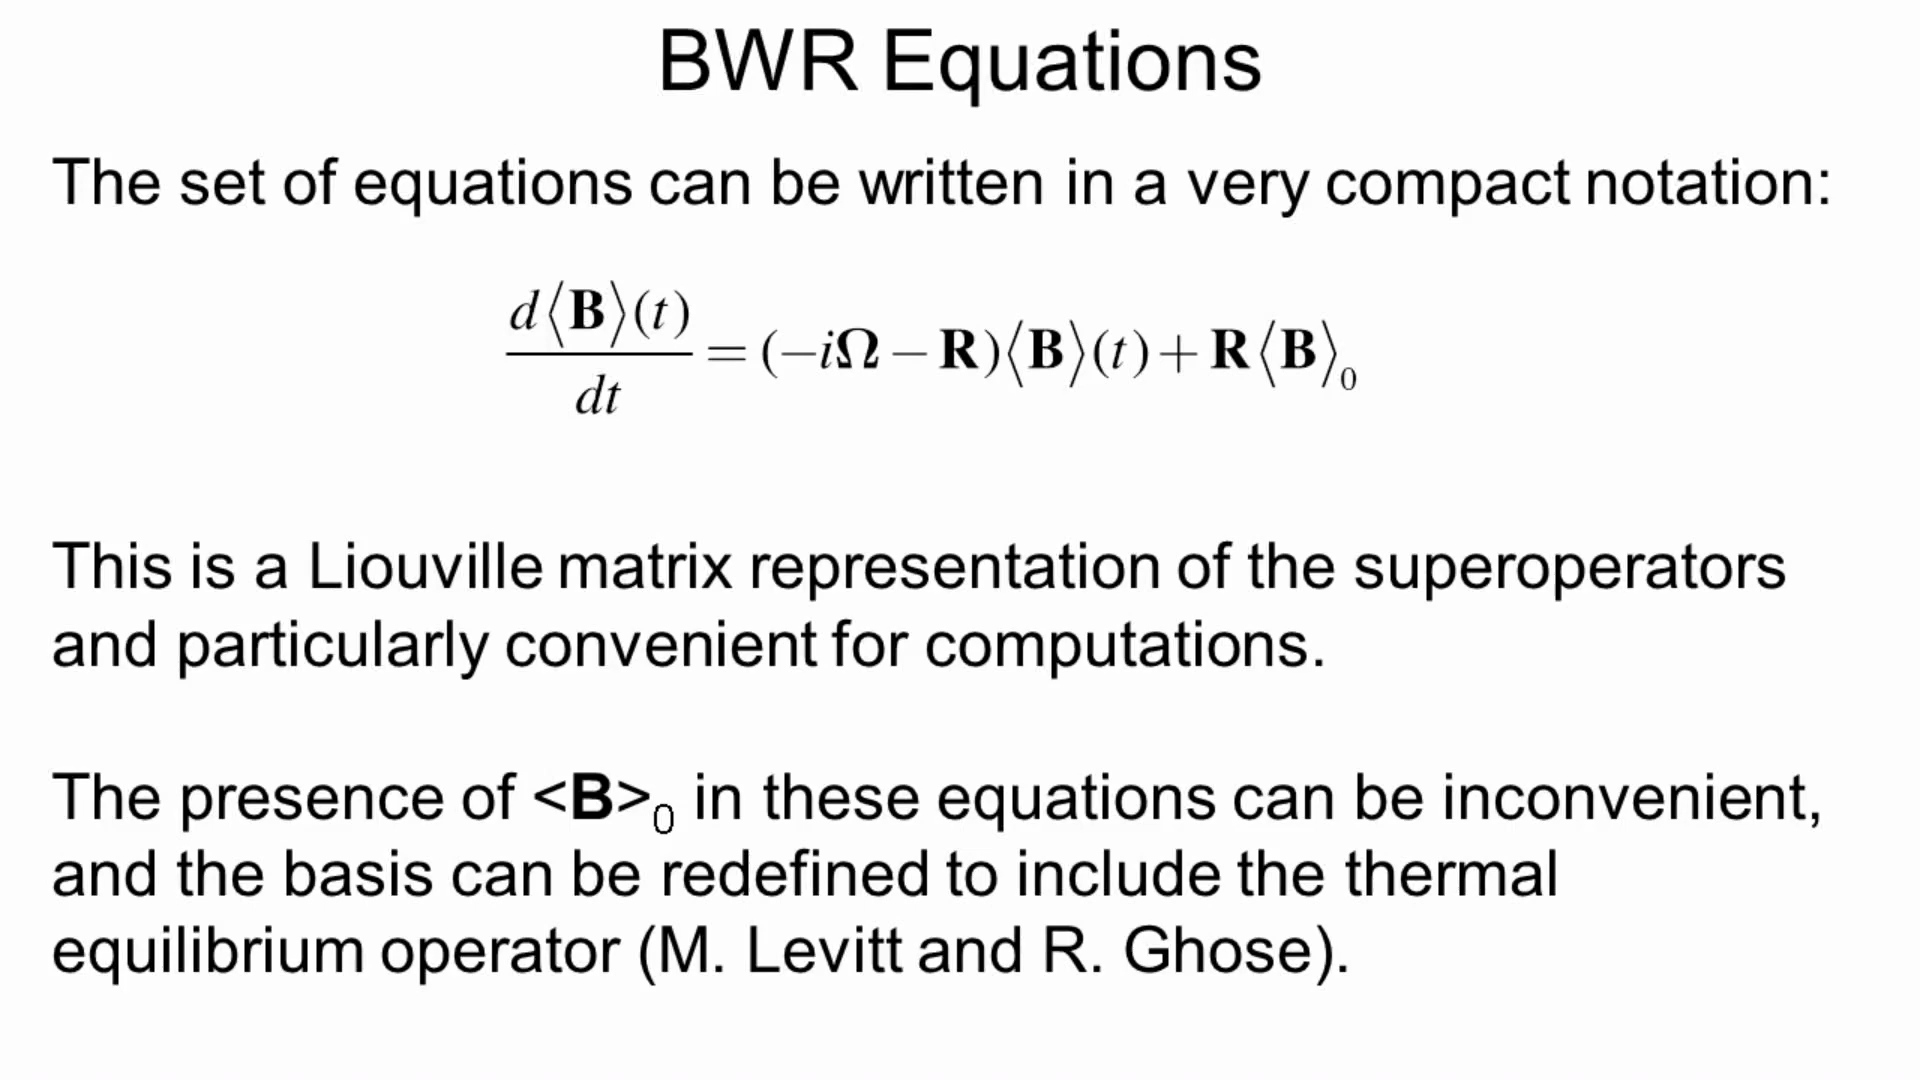 BWR Equations
The set of equations can be written in a very compact notation:
d⟨B⟩(t)/dt = (−iΩ − R)⟨B⟩(t) + R⟨B⟩₀
This is a Liouville matrix representation of the superoperators
and particularly convenient for computations.
The presence of <B>₀ in these equations can be inconvenient,
and the basis can be redefined to include the thermal
equilibrium operator (M. Levitt and R. Ghose).